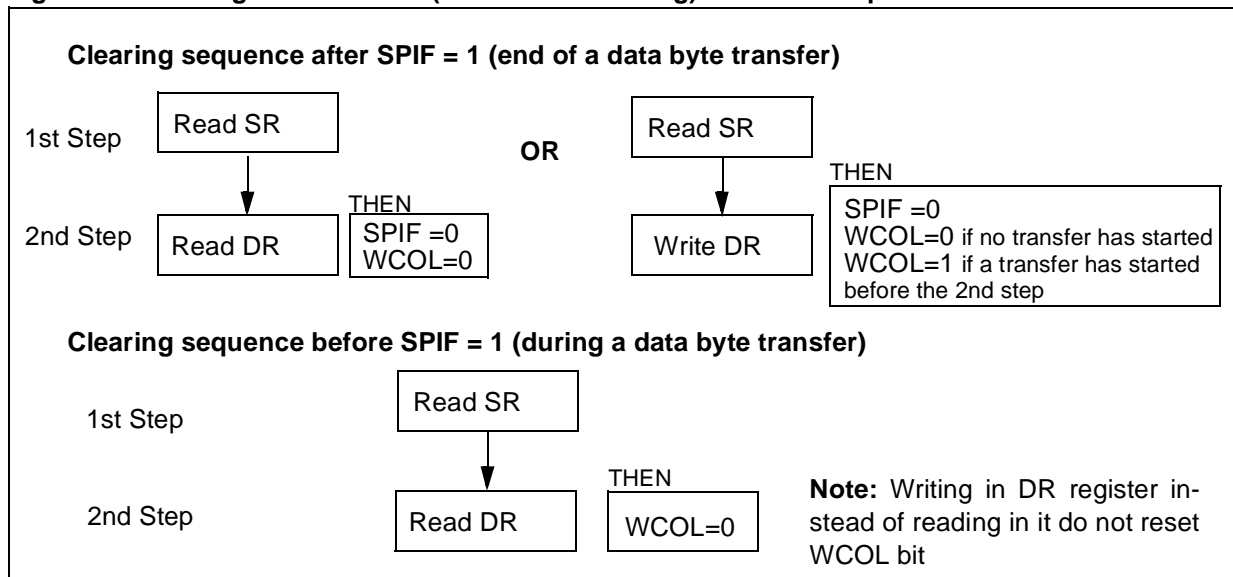 Clearing sequence after SPIF = 1 (end of a data byte transfer)
1st Step
Read SR
OR
Read SR
THEN
2nd Step
Read DR
THEN
SPIF =0
WCOL=0
Write DR
SPIF =0
WCOL=0 if no transfer has started
WCOL=1 if a transfer has started
before the 2nd step
Clearing sequence before SPIF = 1 (during a data byte transfer)
1st Step
Read SR
2nd Step
Read DR
THEN
WCOL=0
Note: Writing in DR register in-
stead of reading in it do not reset
WCOL bit